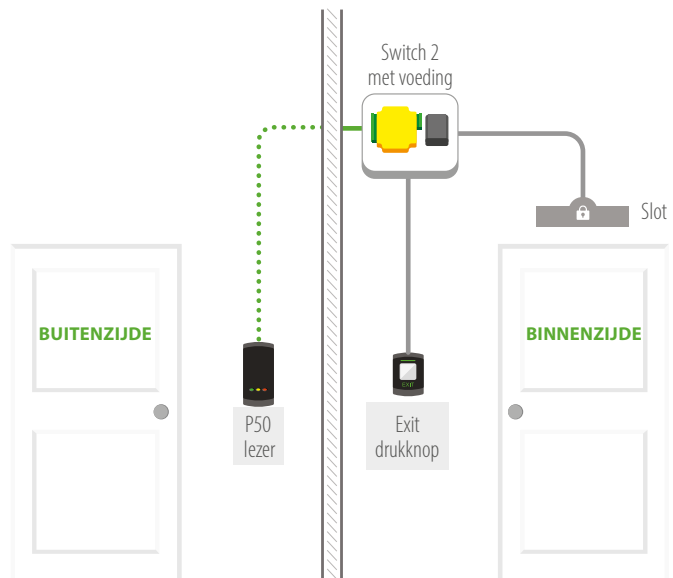 Switch 2
met voeding
Slot
BUITENZIJDE
BINNENZIJDE
EXIT
P50
lezer
Exit
drukknop